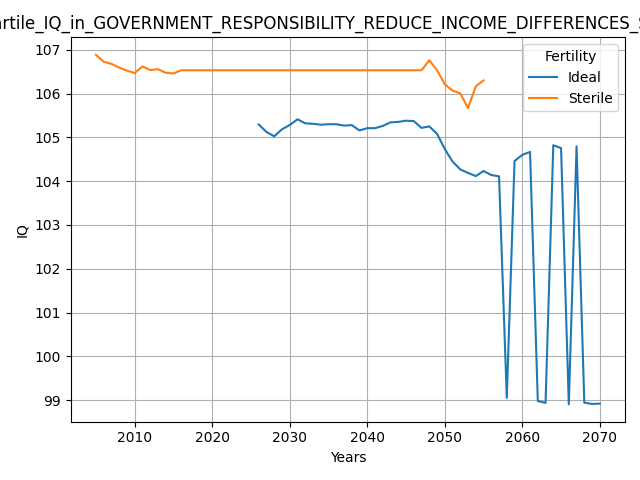 artile_IQ_in_GOVERNMENT_RESPONSIBILITY_REDUCE_INCOME_DIFFERENCES_
107
106
105
104
103
102
101
100
99
IQ
Fertility
Ideal
Sterile
2010 2020 2030 2040 2050 2060 2070
Years